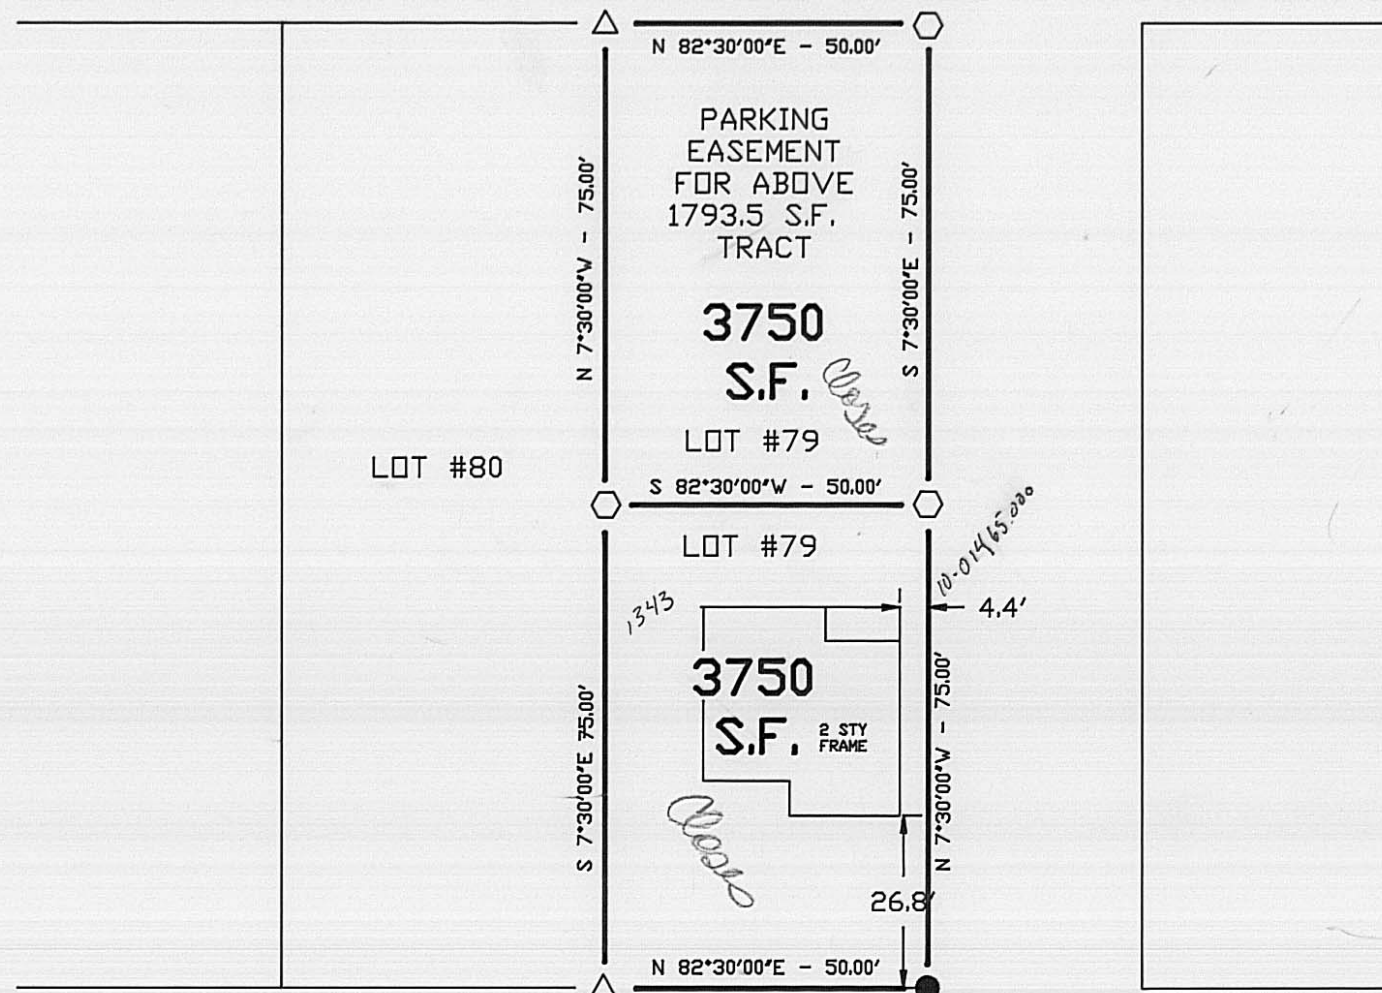 N 82°30'00"E - 50.00'
PARKING
EASEMENT
FOR ABOVE
1793.5 S.F.
TRACT
N 7°30'00"W - 75.00'
S 7°30'00"E - 75.00'
3750
S.F.
Closes
LOT #79
LOT #80
S 82°30'00"W - 50.00'
LOT #79
10-01465.000
1343
4.4'
3750
S.F.
2 STY
FRAME
S 7°30'00"E 75.00'
N 7°30'00"W - 75.00'
Closes
26.8'
N 82°30'00"E - 50.00'